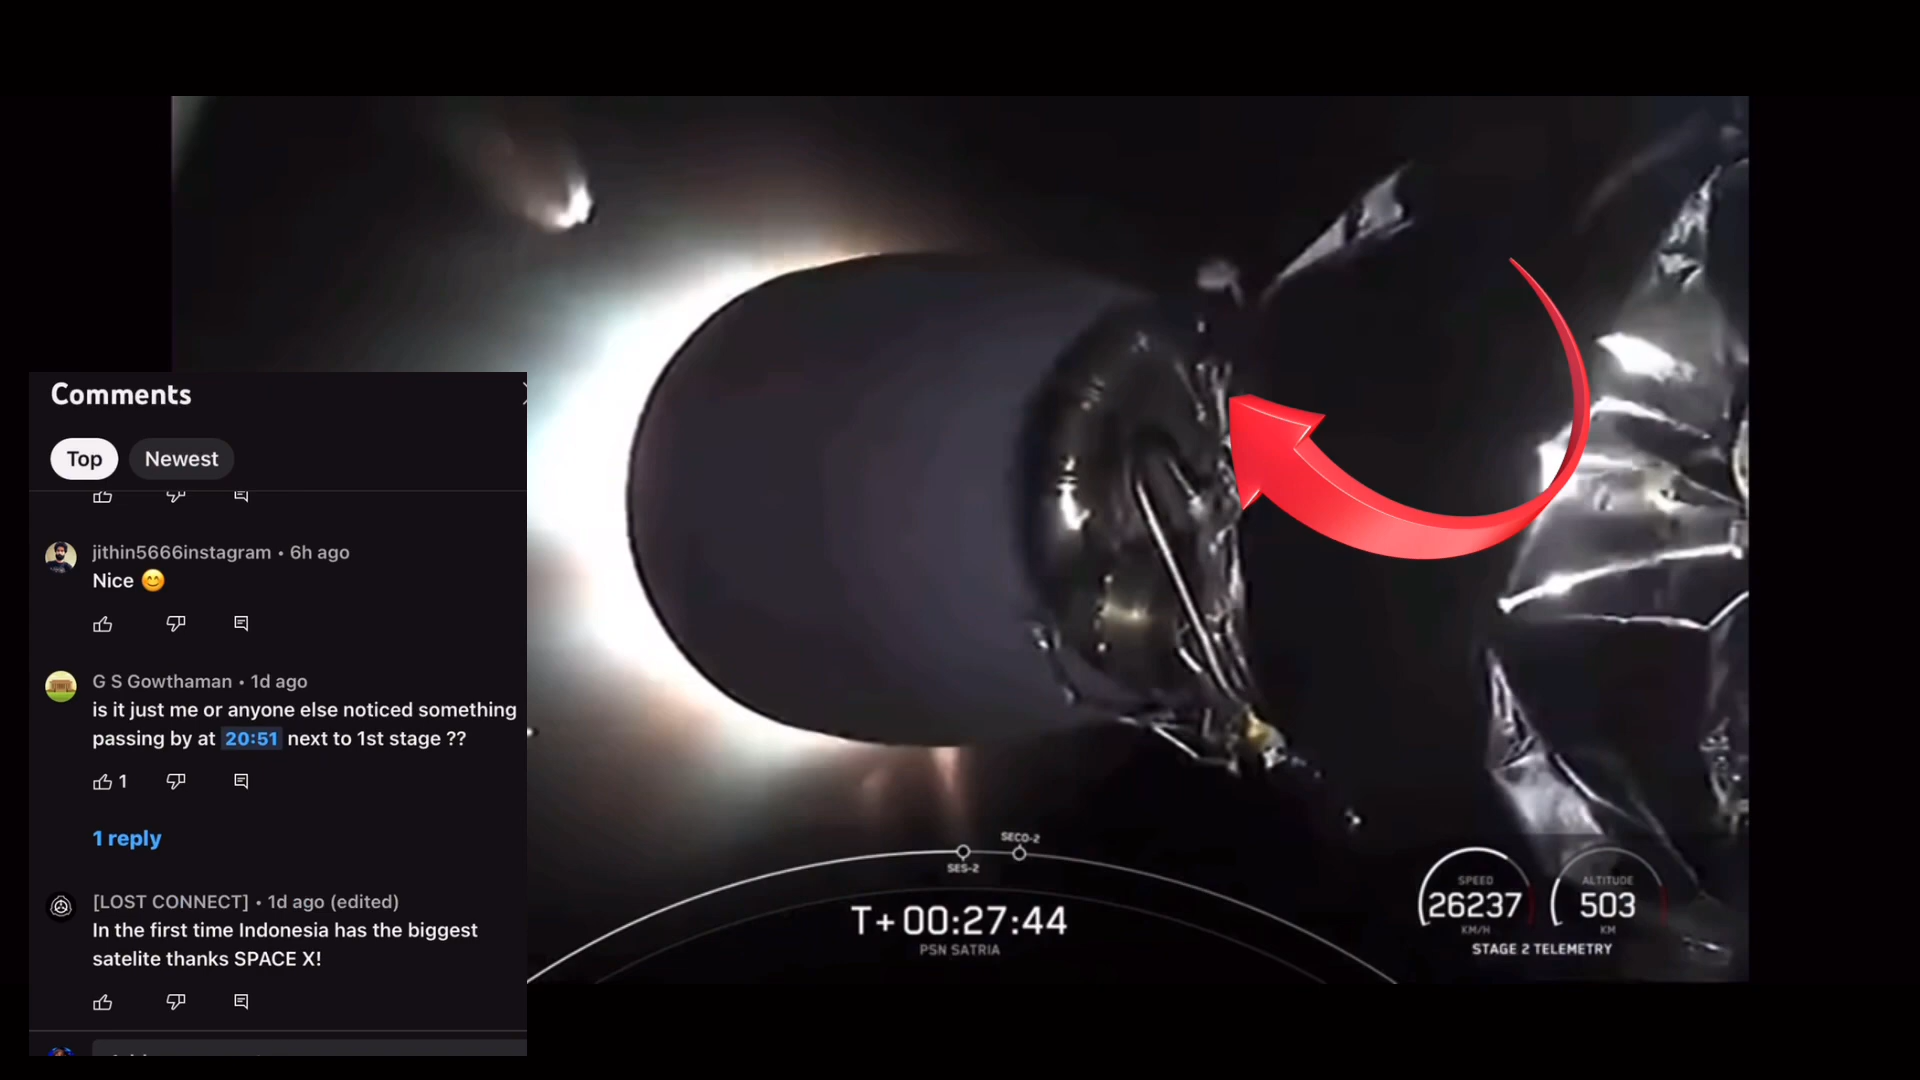 Comments
Top
Newest
jithin5666instagram • 6h ago
Nice 😊
G S Gowthaman • 1d ago
is it just me or anyone else noticed something
passing by at 20:51 next to 1st stage ??
1
1 reply
[LOST CONNECT] • 1d ago (edited)
In the first time Indonesia has the biggest
satelite thanks SPACE X!
SECO-2
SES-2
T+ 00:27:44
PSN SATRIA
SPEED
26237
KM/H
ALTITUDE
503
KM
STAGE 2 TELEMETRY